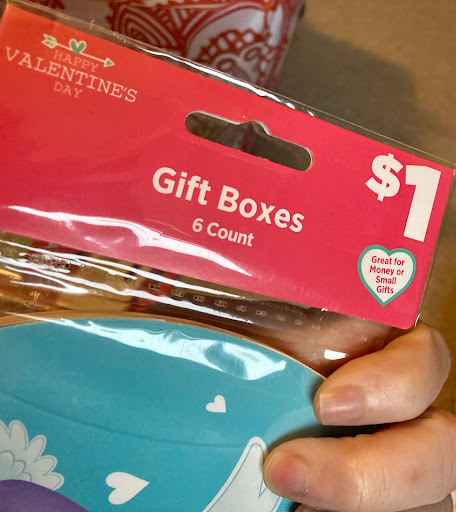 HAPPY
VALENTINE'S
DAY
$1
Gift Boxes
6 Count
Great for
Money or
Small
Gifts